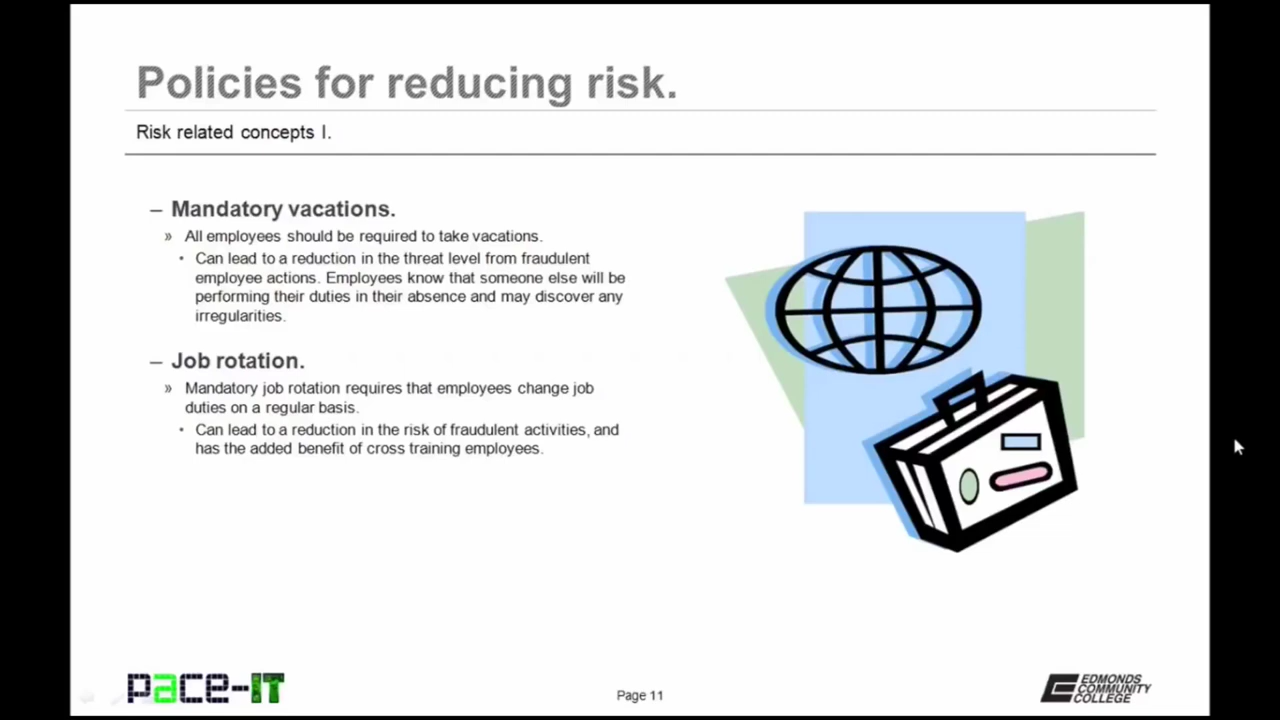 Policies for reducing risk.
Risk related concepts I.
– Mandatory vacations.
» All employees should be required to take vacations.
• Can lead to a reduction in the threat level from fraudulent
employee actions. Employees know that someone else will be
performing their duties in their absence and may discover any
irregularities.
– Job rotation.
» Mandatory job rotation requires that employees change job
duties on a regular basis.
• Can lead to a reduction in the risk of fraudulent activities, and
has the added benefit of cross training employees.
pace-IT
Page 11
EDMONDS
COMMUNITY
COLLEGE